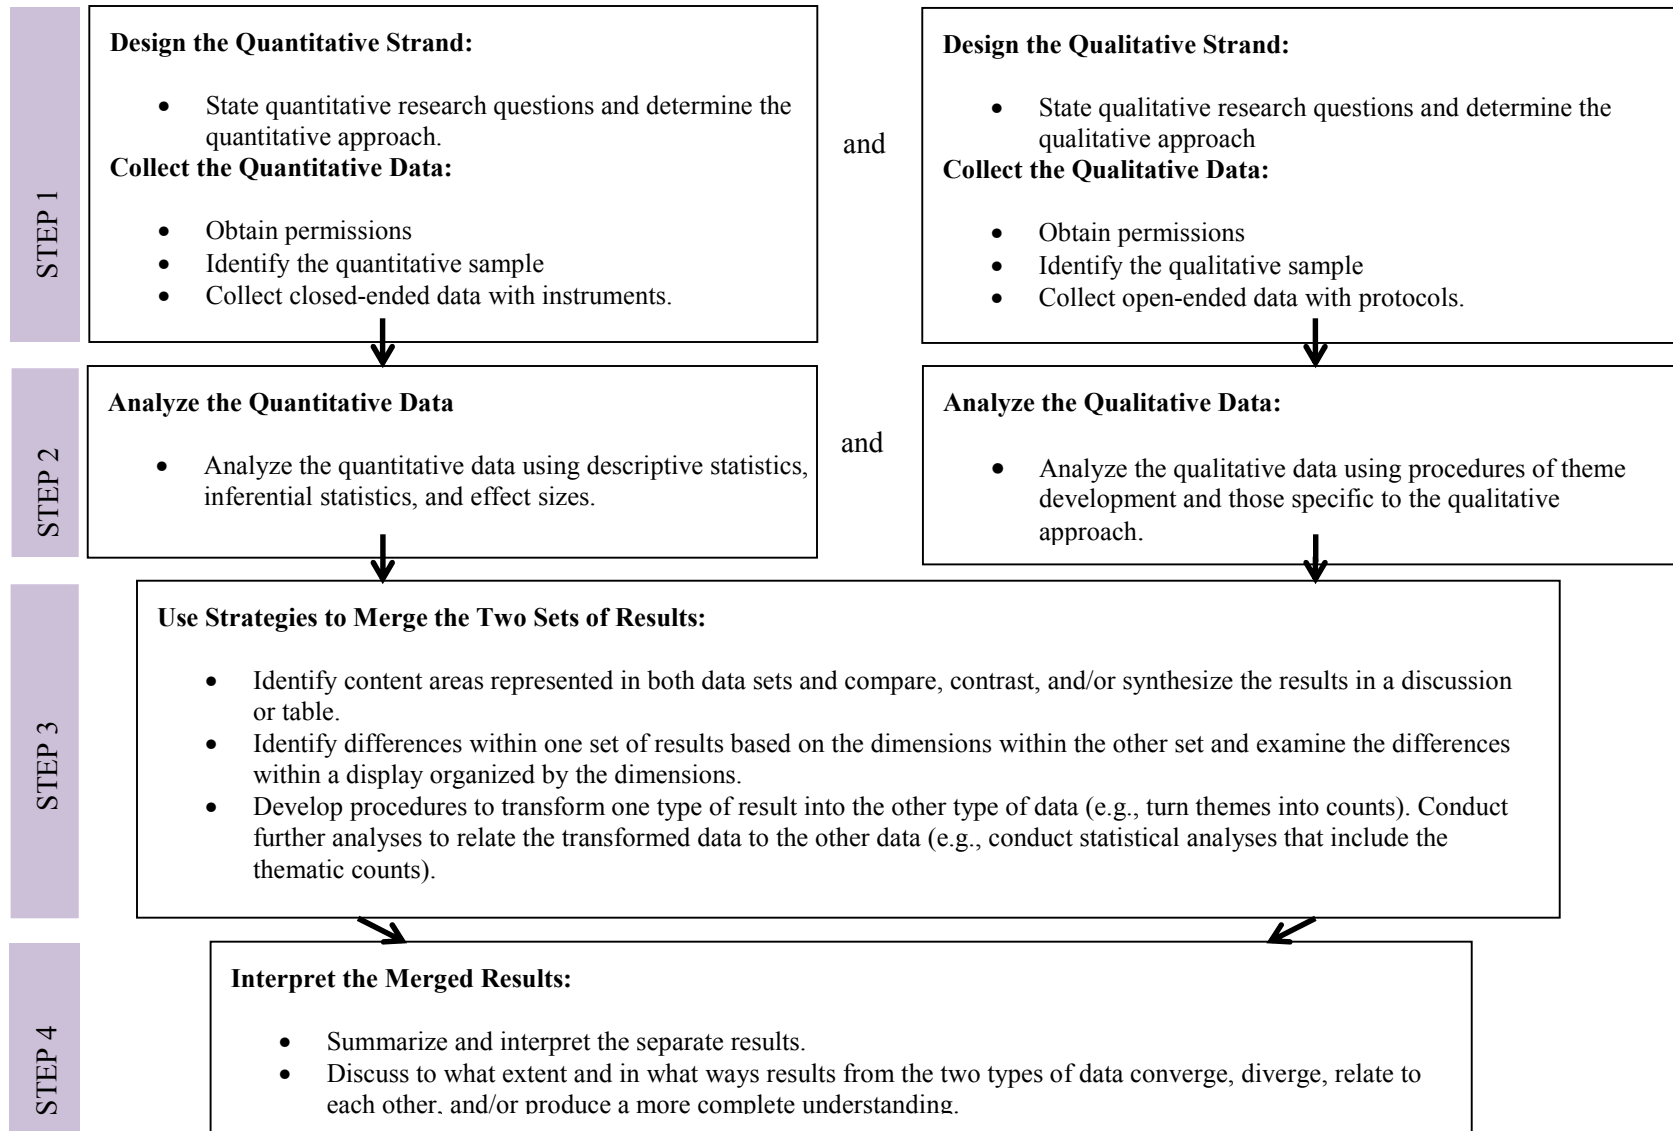 STEP 1
Design the Quantitative Strand:
• State quantitative research questions and determine the
quantitative approach.
Collect the Quantitative Data:
• Obtain permissions
• Identify the quantitative sample
• Collect closed-ended data with instruments.
and
Design the Qualitative Strand:
• State qualitative research questions and determine the
qualitative approach
Collect the Qualitative Data:
• Obtain permissions
• Identify the qualitative sample
• Collect open-ended data with protocols.
STEP 2
Analyze the Quantitative Data
• Analyze the quantitative data using descriptive statistics,
inferential statistics, and effect sizes.
and
Analyze the Qualitative Data:
• Analyze the qualitative data using procedures of theme
development and those specific to the qualitative
approach.
STEP 3
Use Strategies to Merge the Two Sets of Results:
• Identify content areas represented in both data sets and compare, contrast, and/or synthesize the results in a discussion
or table.
• Identify differences within one set of results based on the dimensions within the other set and examine the differences
within a display organized by the dimensions.
• Develop procedures to transform one type of result into the other type of data (e.g., turn themes into counts). Conduct
further analyses to relate the transformed data to the other data (e.g., conduct statistical analyses that include the
thematic counts).
STEP 4
Interpret the Merged Results:
• Summarize and interpret the separate results.
• Discuss to what extent and in what ways results from the two types of data converge, diverge, relate to
each other, and/or produce a more complete understanding.